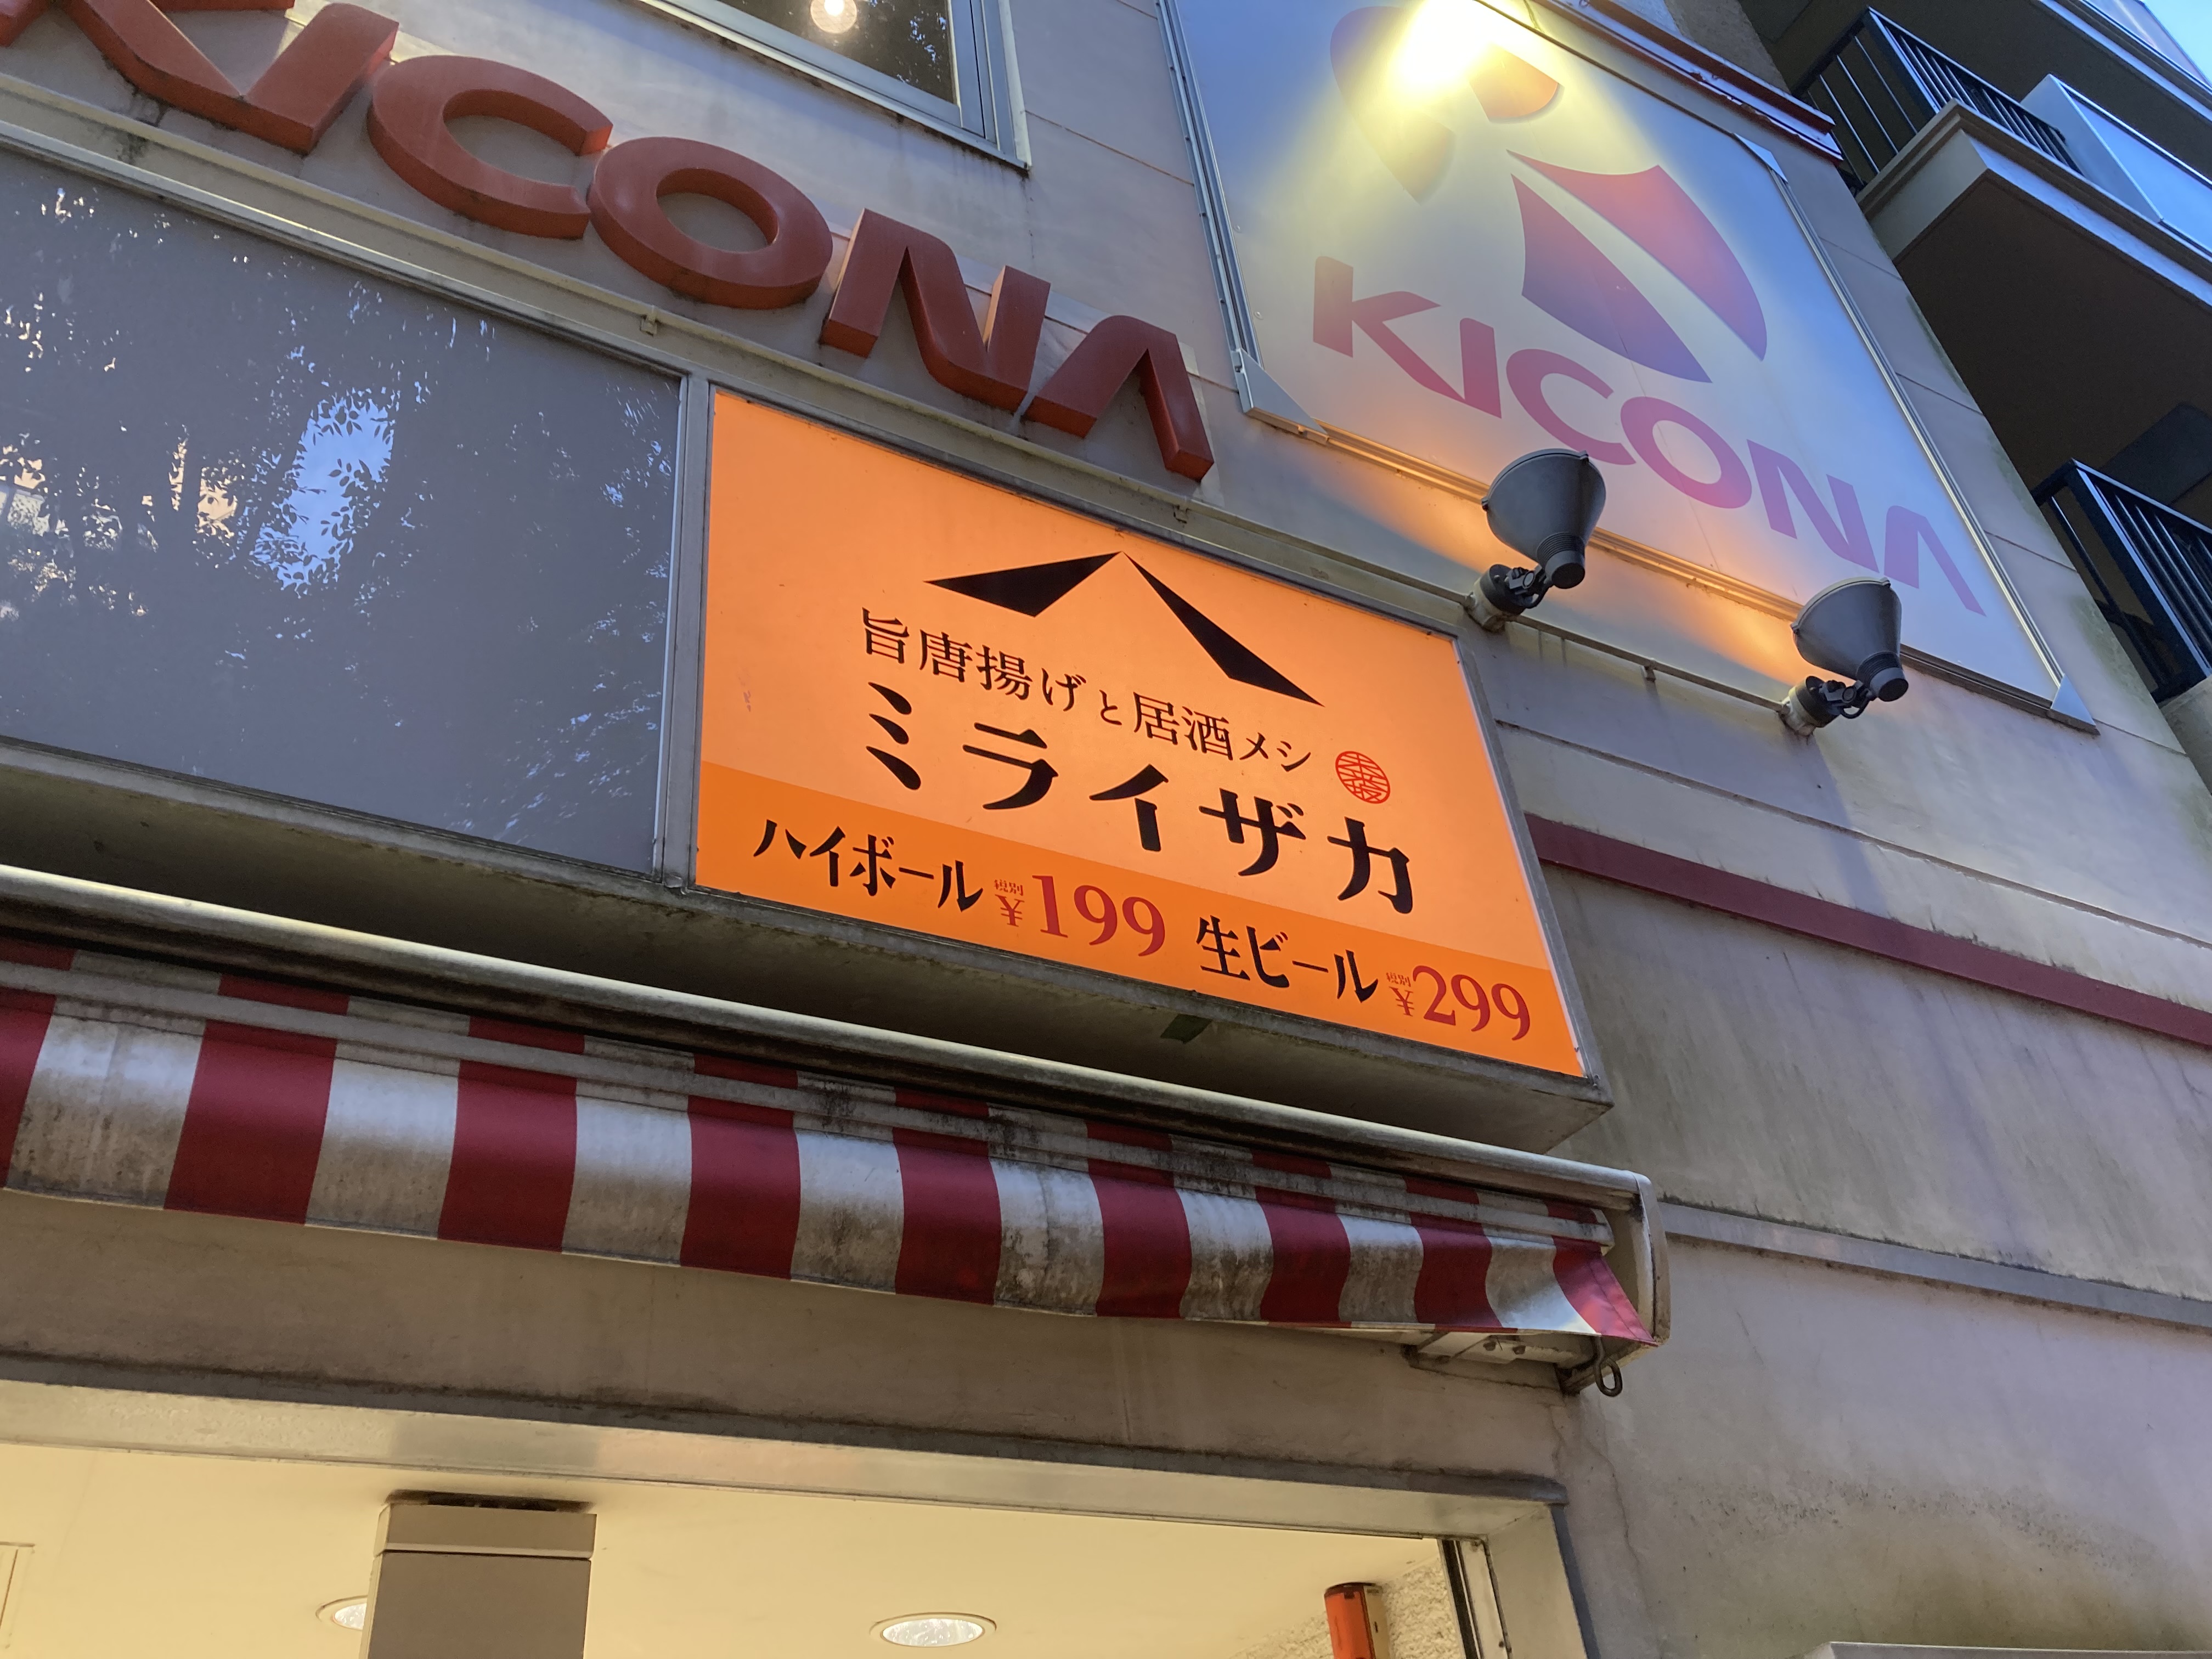 KICONA
KICONA
旨唐揚げと居酒メシ
ミライザカ
ハイボール 税別 ¥199 生ビール 税別 ¥299